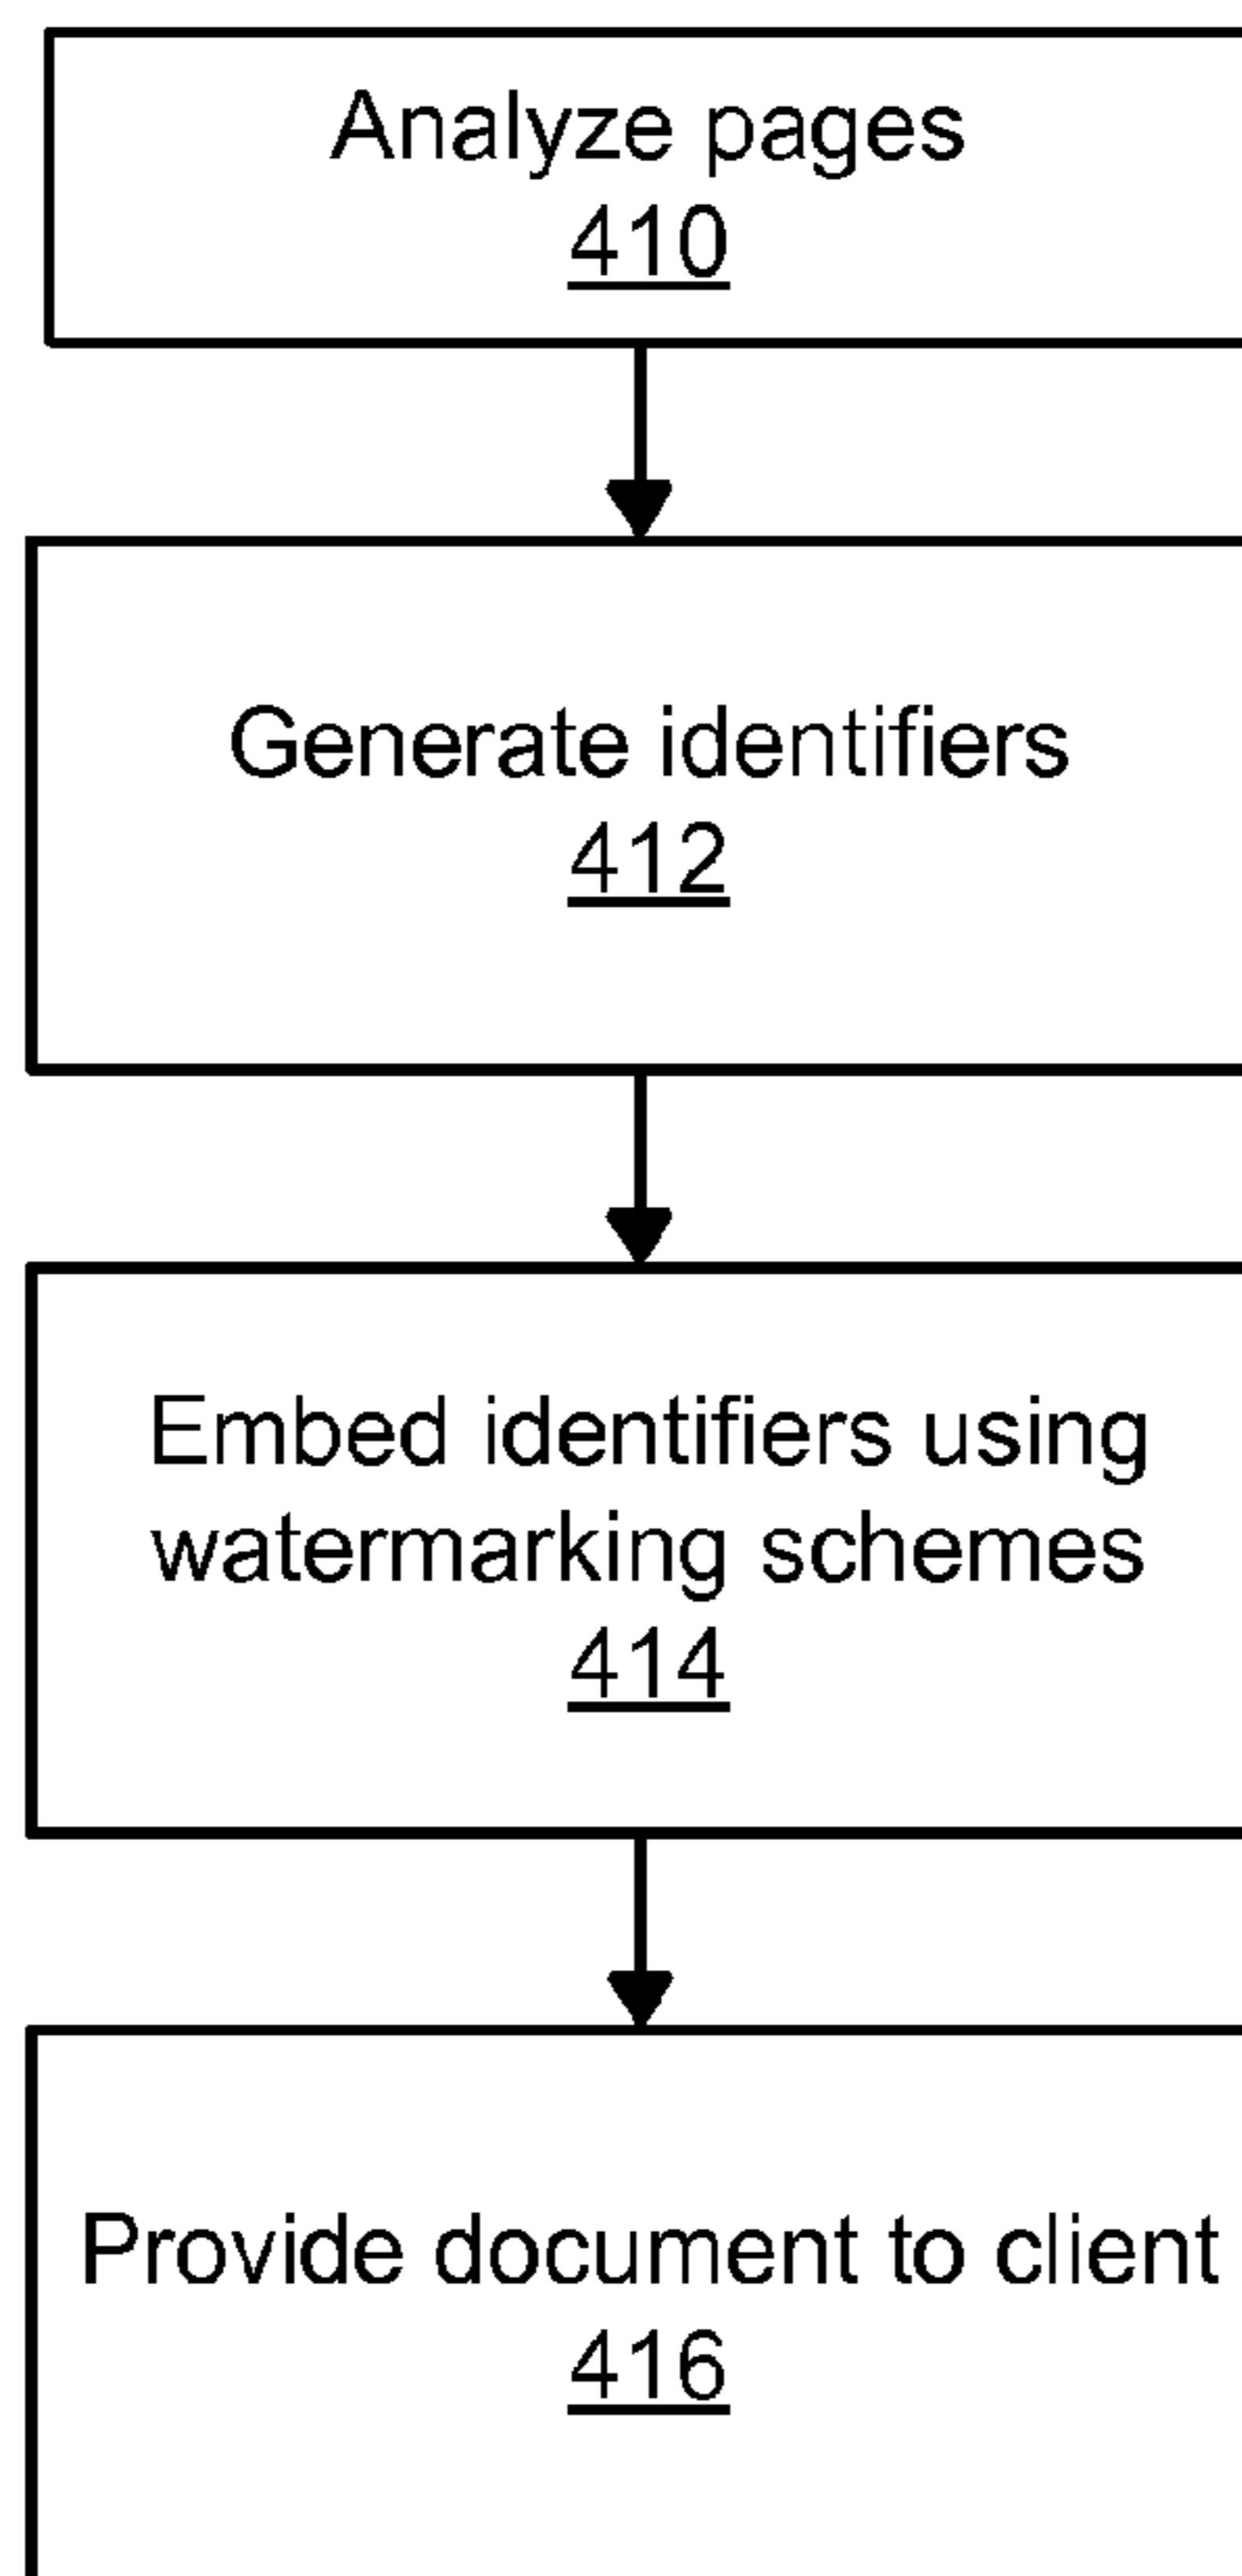 Analyze pages
410
Generate identifiers
412
Embed identifiers using
watermarking schemes
414
Provide document to client
416